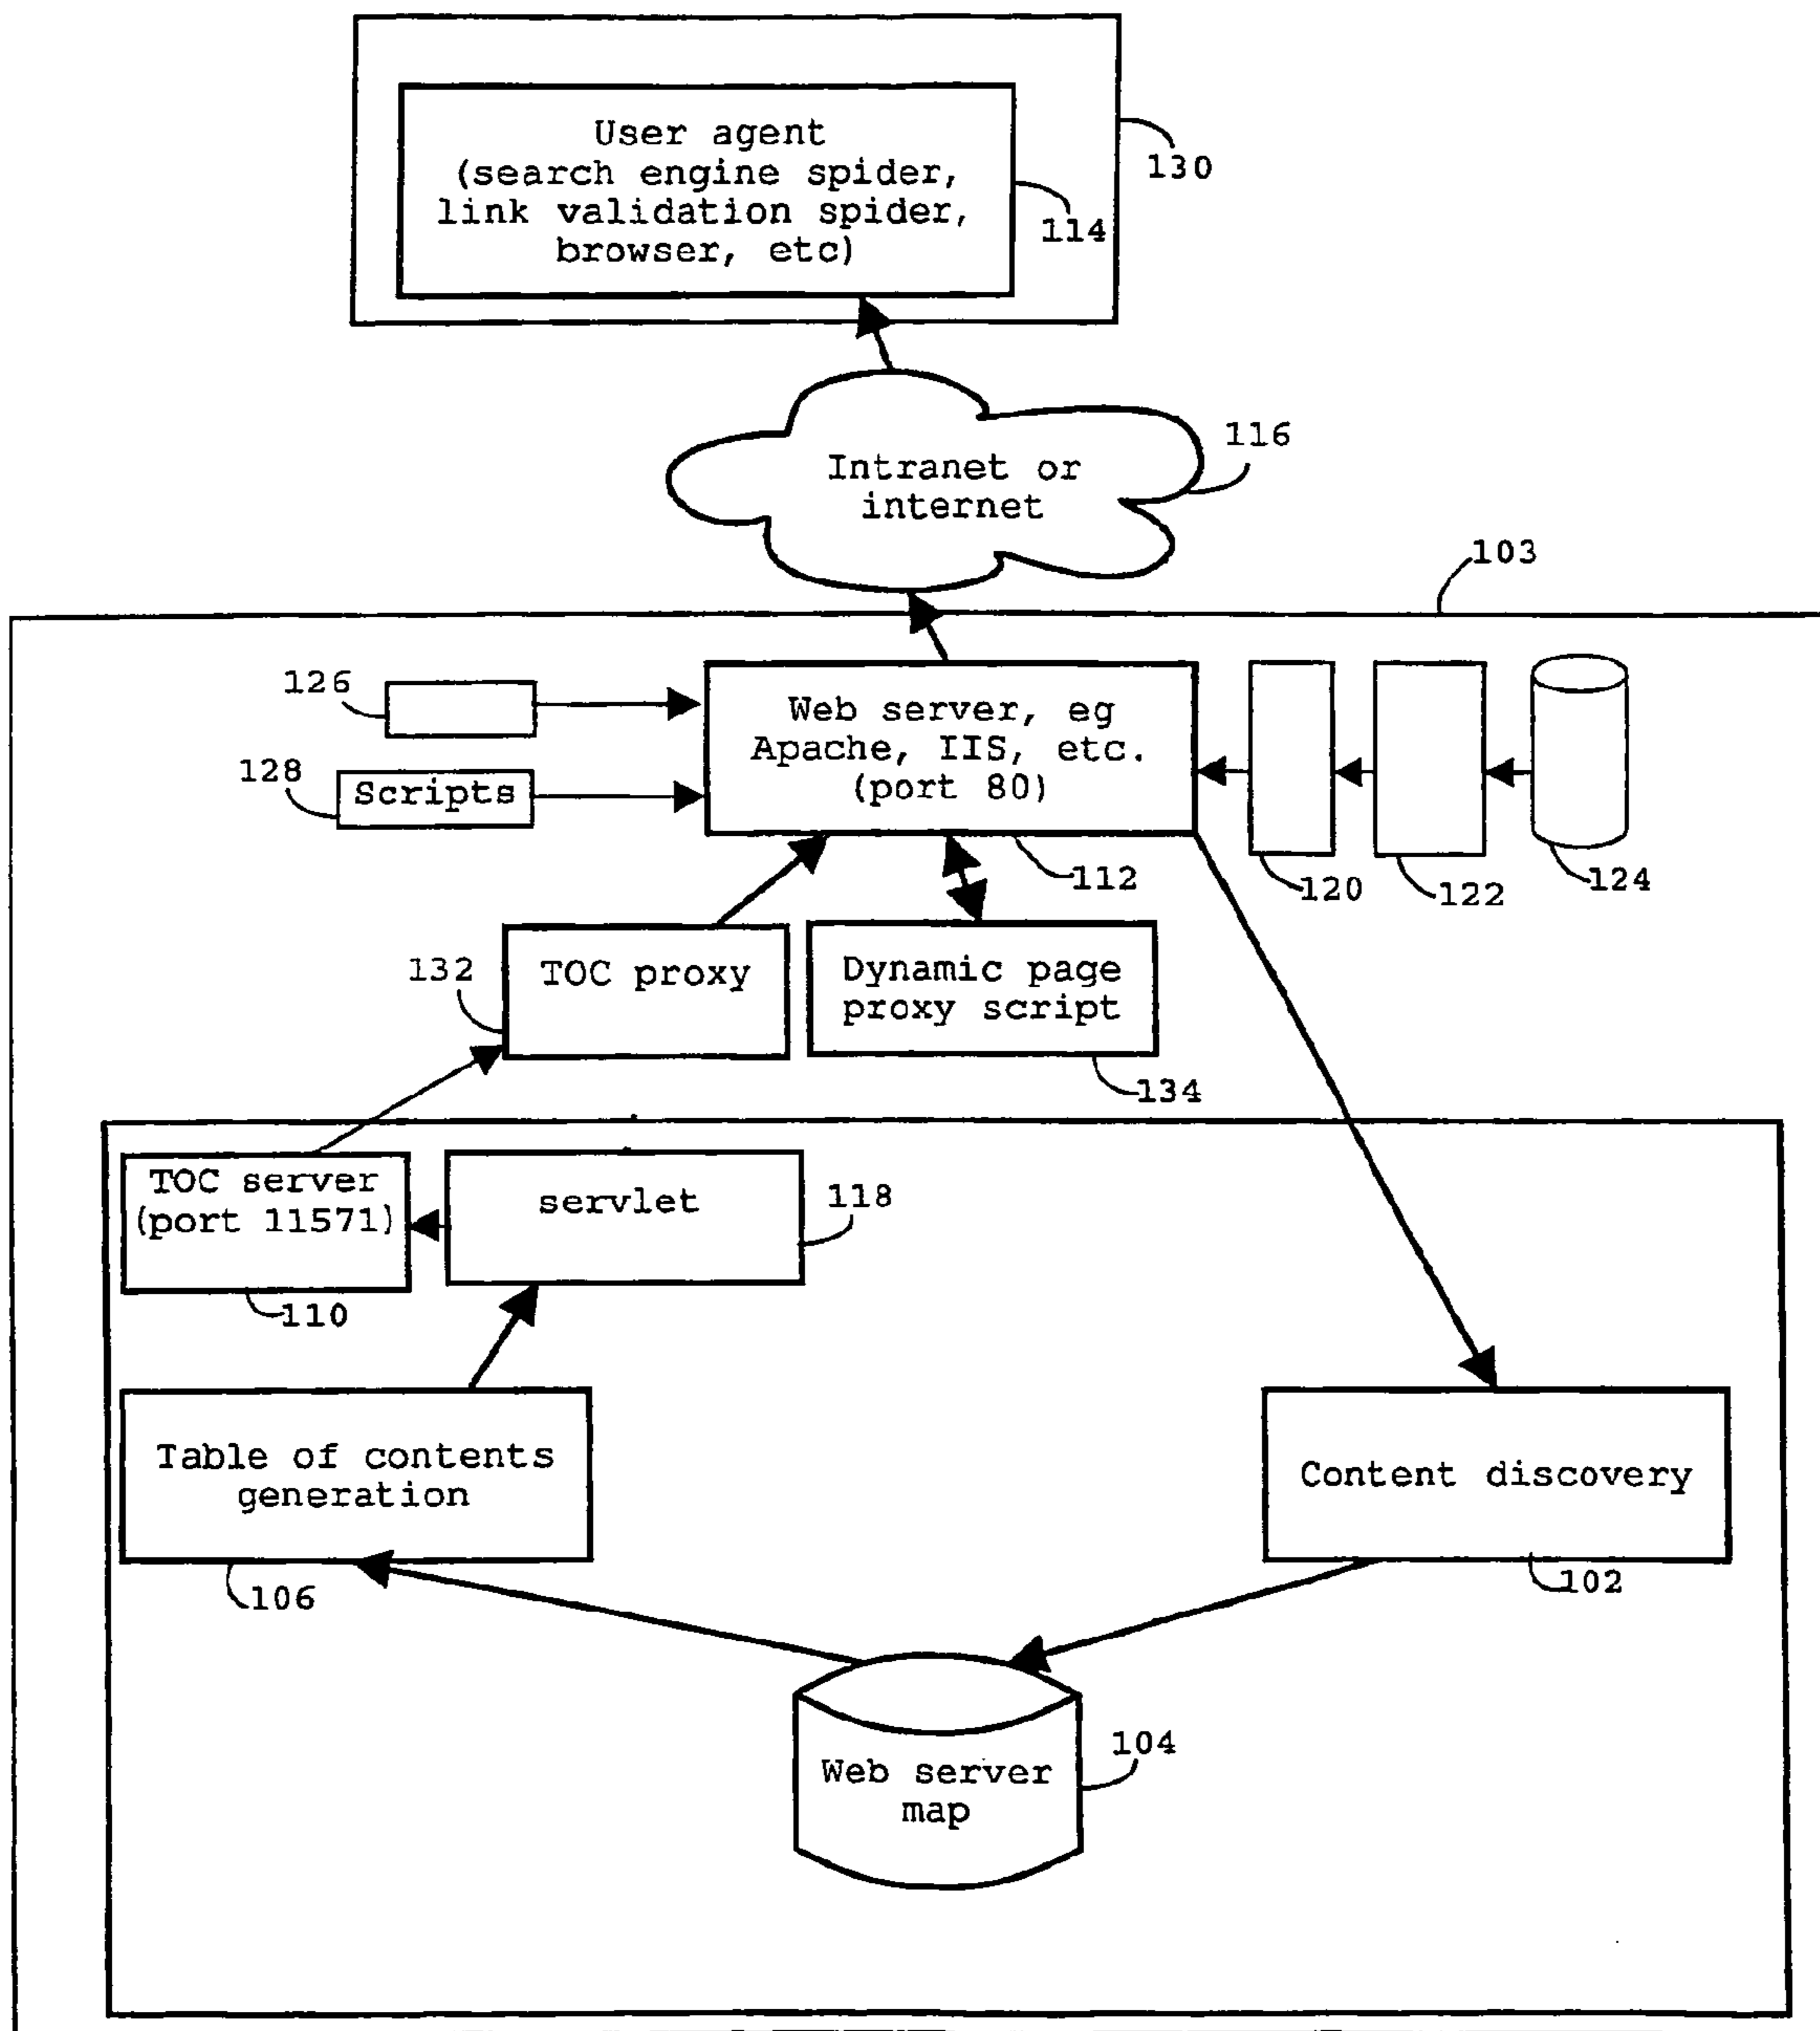 User agent
(search engine spider,
link validation spider,
browser, etc)
130
114
Intranet or
internet
116
103
126
128
Scripts
Web server, eg
Apache, IIS, etc.
(port 80)
112
120
122
124
132
TOC proxy
Dynamic page
proxy script
134
TOC server
(port 11571)
110
servlet
118
Table of contents
generation
106
Content discovery
102
Web server
map
104